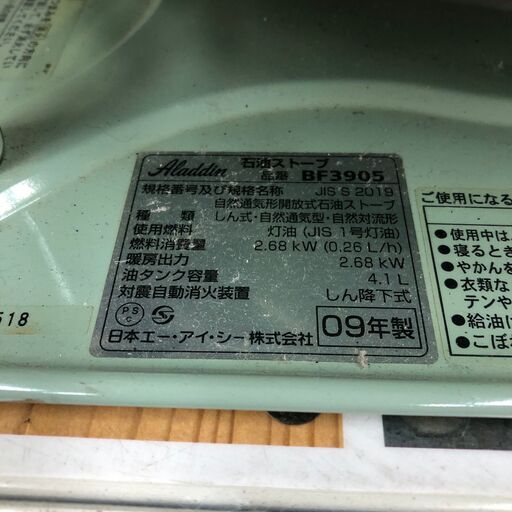 Aladdin 石油ストーブ
品番 BF3905
規格番号及び規格名称 JIS S 2019
自然通気形開放式石油ストーブ
種類 しん式・自然通気型・自然対流形
使用燃料 灯油(JIS 1号灯油)
燃料消費量 2.68 kW (0.26 L/h)
暖房出力 2.68 kW
油タンク容量 4.1 L
対震自動消火装置 しん降下式
PSC
09年製
日本エー・アイ・シー株式会社
518
ご使用になる
●使用中は
●寝るとき
●やかんを
●衣類な
テンや
●給油は
●こぼ